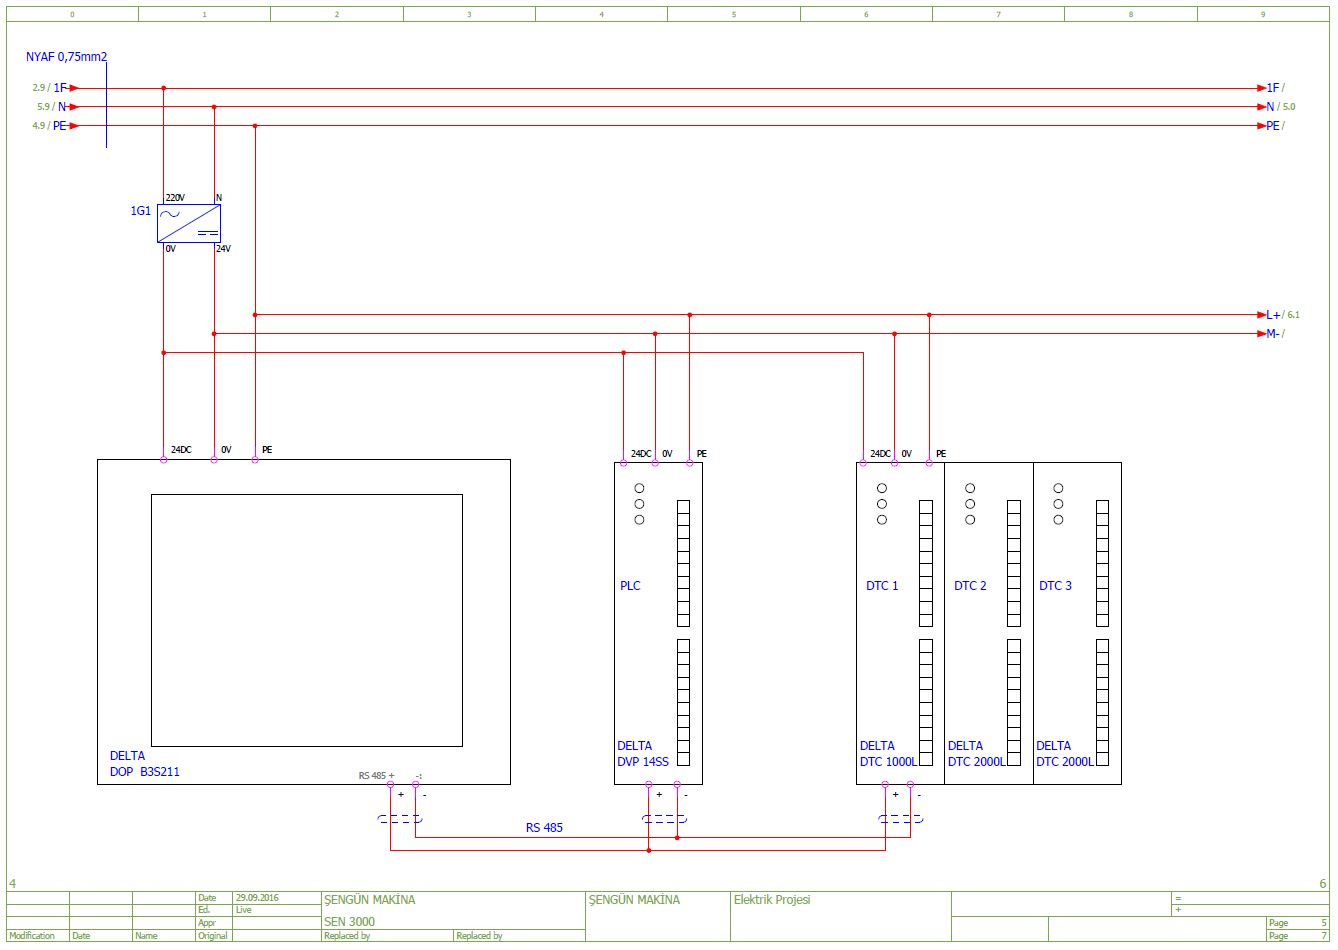 0 1 2 3 4 5 6 7 8 9
NYAF 0,75mm2
2.9 / 1F 1F /
5.9 / N N / 5.0
4.9 / PE PE /
220V N
1G1
0V 24V
L+ / 6.1
M- /
24DC 0V PE
24DC 0V PE 24DC 0V PE
PLC DTC 1 DTC 2 DTC 3
DELTA DELTA DELTA DELTA
DVP 14SS DTC 1000L DTC 2000L DTC 2000L
DELTA
DOP B3S211
RS 485 + -:
+ - + - + -
RS 485
4 6
Date 29.09.2016 ŞENGÜN MAKİNA ŞENGÜN MAKİNA Elektrik Projesi =
Ed. Live +
Appr SEN 3000 Page 5
Modification Date Name Original Replaced by Replaced by Page 7